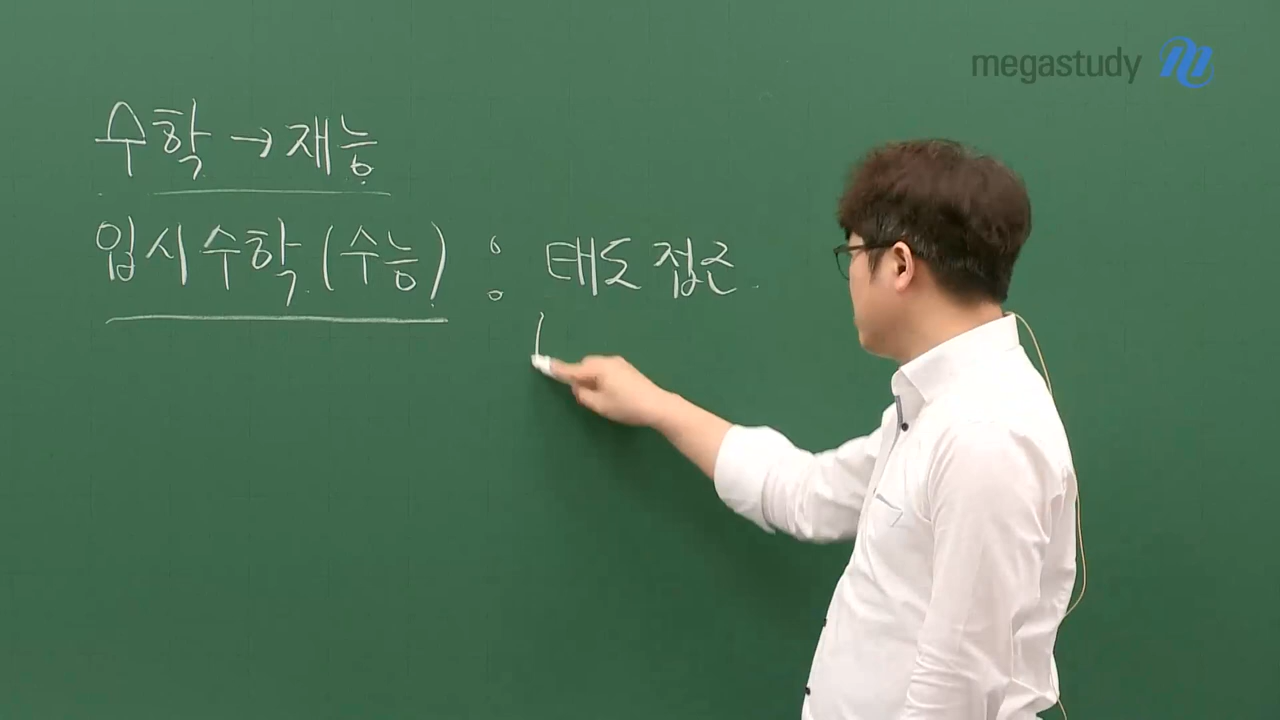 megastudy
수학 → 재능
입시 수학 (수능) : 태도 접근